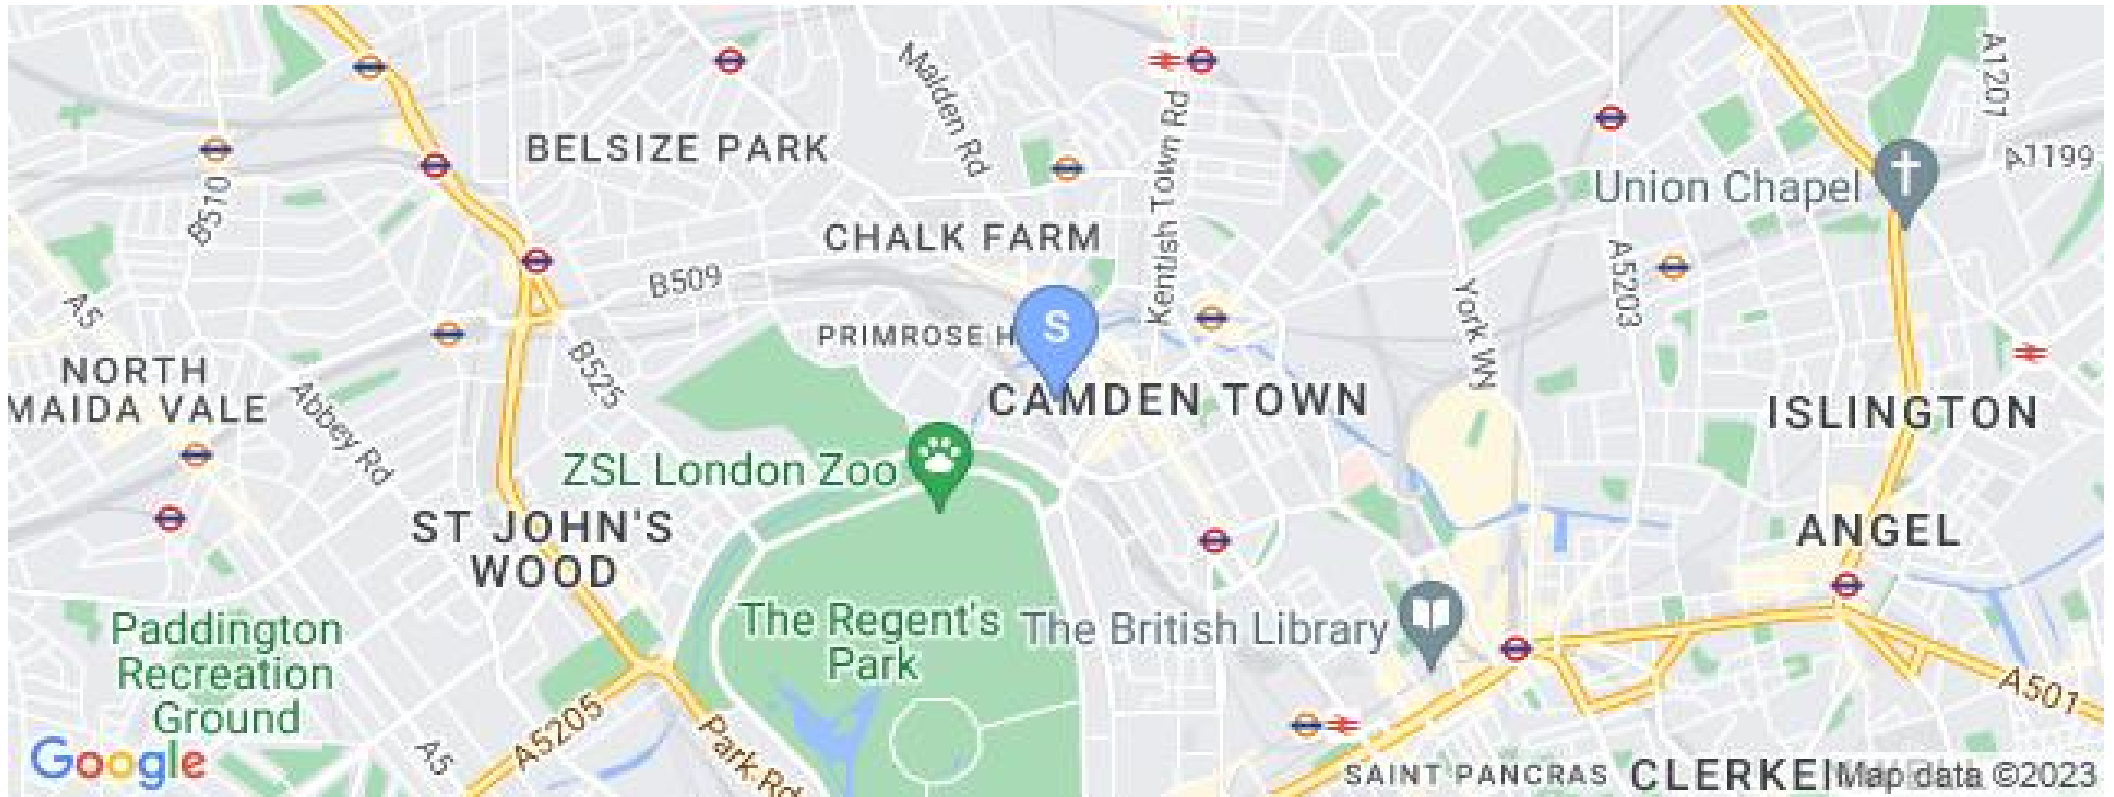 Malden Rd
A1201
BELSIZE PARK
Kentish Town Rd
A1199
Union Chapel
B510
CHALK FARM
A5203
B509
York Wy
A5
S
PRIMROSE H
NORTH
MAIDA VALE
B525
Abbey Rd
CAMDEN TOWN
ISLINGTON
ZSL London Zoo
ST JOHN'S
WOOD
ANGEL
Paddington
Recreation
Ground
The Regent's
Park
The British Library
A501
A5205
Park Rd
A5
Google
SAINT PANCRAS
CLERKE
Map data ©2023